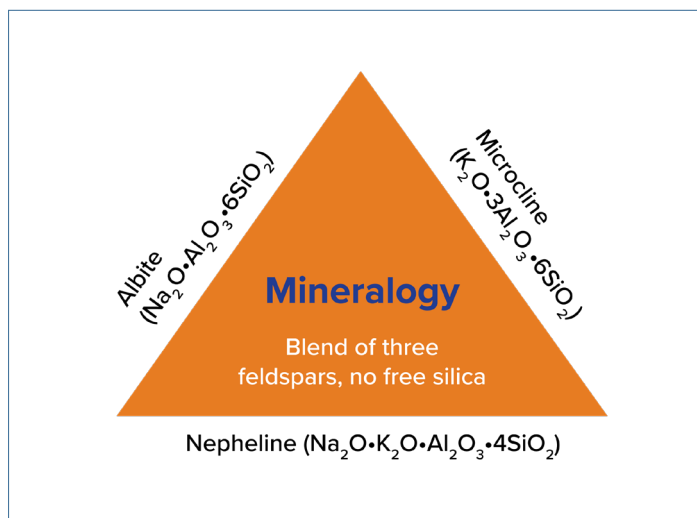 Albite
(Na₂O•Al₂O₃•6SiO₂)
Microcline
(K₂O•3Al₂O₃•6SiO₂)
Mineralogy
Blend of three
feldspars, no free silica
Nepheline (Na₂O•K₂O•Al₂O₃•4SiO₂)